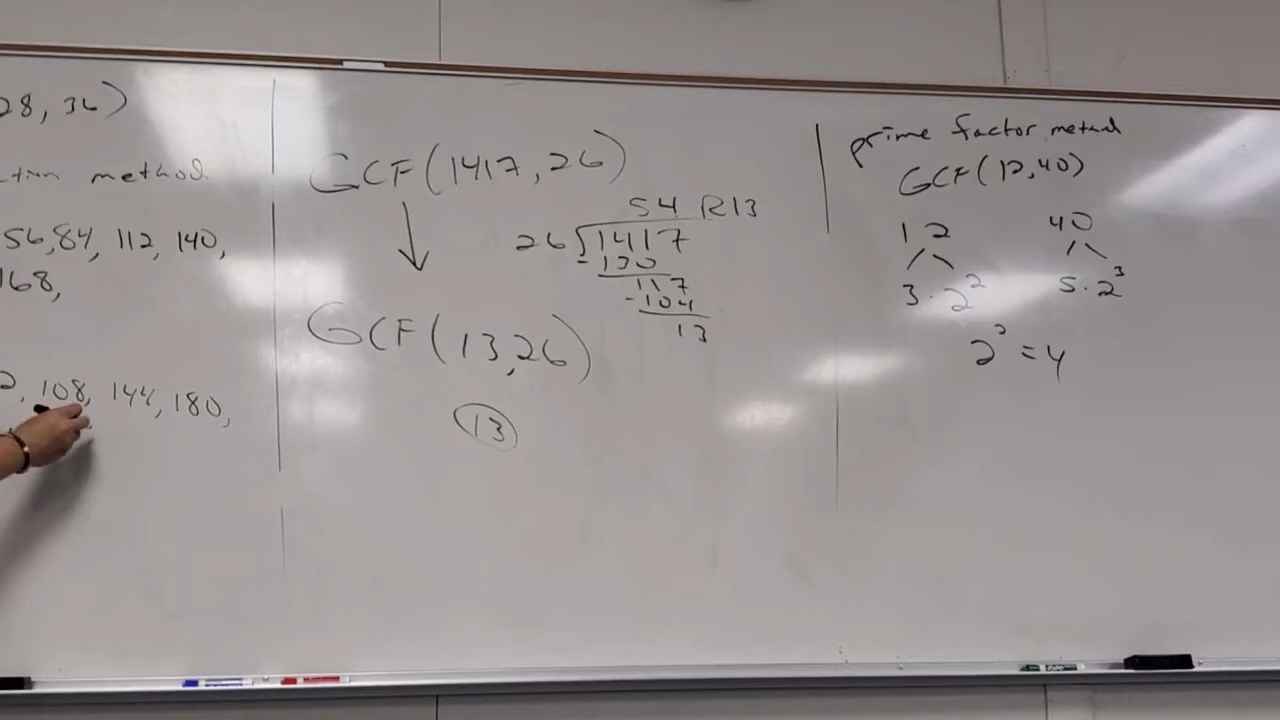 28, 36)
tion method
56, 84, 112, 140,
168,
2, 108, 144, 180,
GCF(1417, 26)
54 R13
26 1417
-130
117
-104
13
GCF(13, 26)
13
prime factor method
GCF(12, 40)
12 40
3 · 2² 5 · 2³
2² = 4